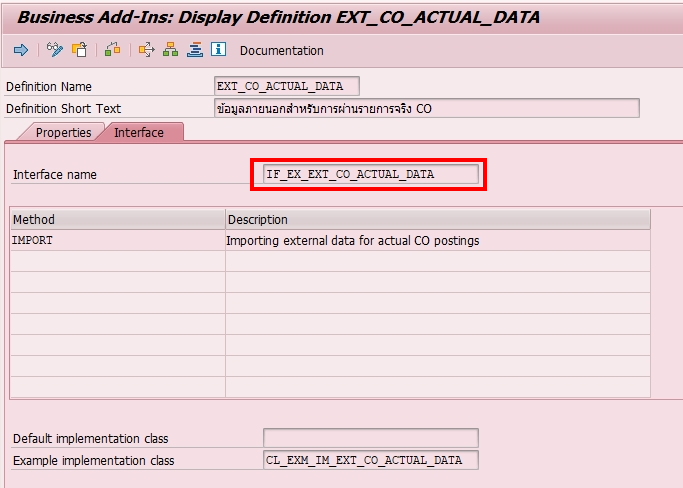 Business Add-Ins: Display Definition EXT_CO_ACTUAL_DATA
Documentation
Definition Name EXT_CO_ACTUAL_DATA
Definition Short Text ข้อมูลภายนอกสำหรับการผ่านรายการจริง CO
Properties Interface
Interface name IF_EX_EXT_CO_ACTUAL_DATA
Method Description
IMPORT Importing external data for actual CO postings
Default implementation class
Example implementation class CL_EXM_IM_EXT_CO_ACTUAL_DATA